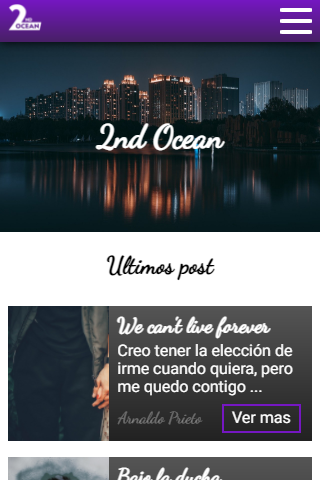 2ND
OCEAN
2nd Ocean
Ultimos post
We can't live forever
Creo tener la elección de
irme cuando quiera, pero
me quedo contigo ...
Arnaldo Prieto
Ver mas
Bajo la ducha